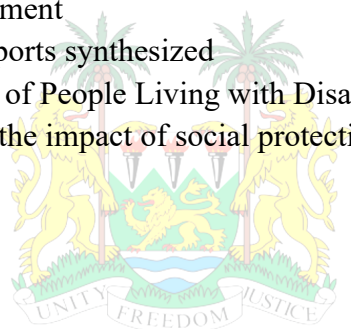 ment
ports synthesized
of People Living with Disa
the impact of social protecti
UNITY FREEDOM JUSTICE